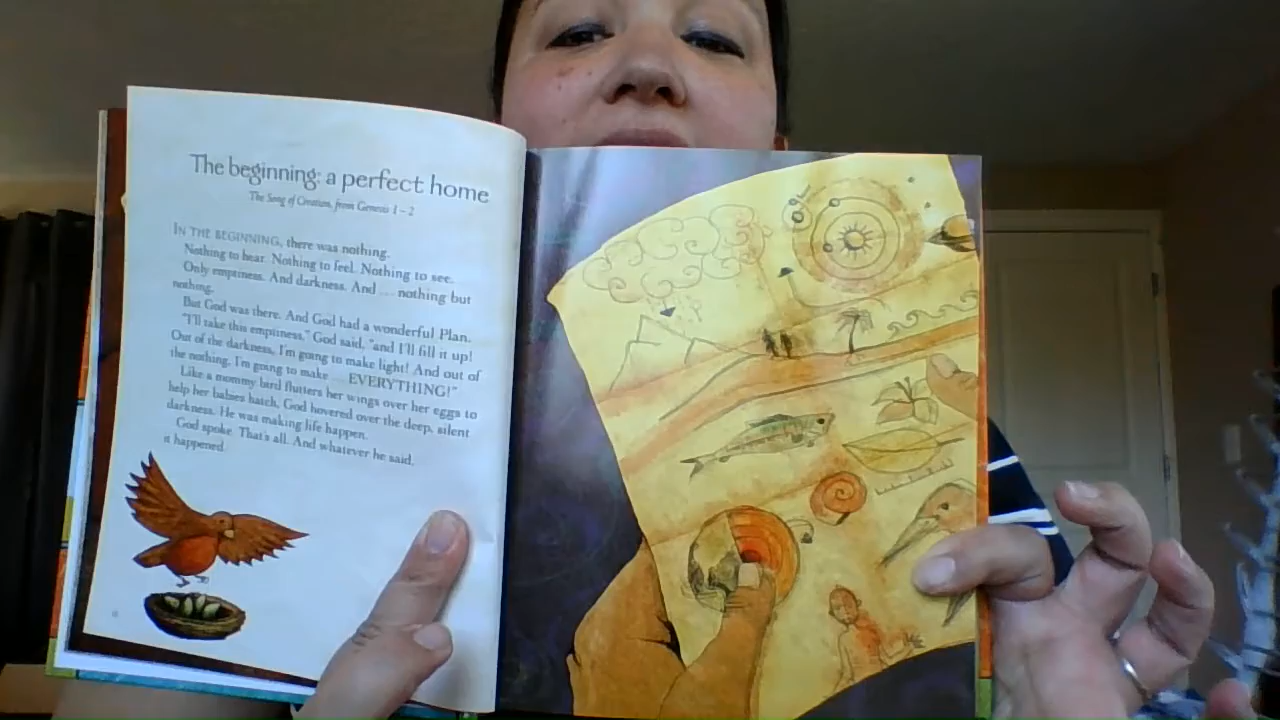 The beginning: a perfect home
The Song of Creation, from Genesis 1 – 2
IN THE BEGINNING, there was nothing.
Nothing to hear. Nothing to feel. Nothing to see.
Only emptiness. And darkness. And ... nothing but
nothing.
But God was there. And God had a wonderful Plan.
"I'll take this emptiness," God said, "and I'll fill it up!
Out of the darkness, I'm going to make light! And out of
the nothing, I'm going to make ... EVERYTHING!"
Like a mommy bird flutters her wings over her eggs to
help her babies hatch, God hovered over the deep, silent
darkness. He was making life happen.
God spoke. That's all. And whatever he said,
it happened.